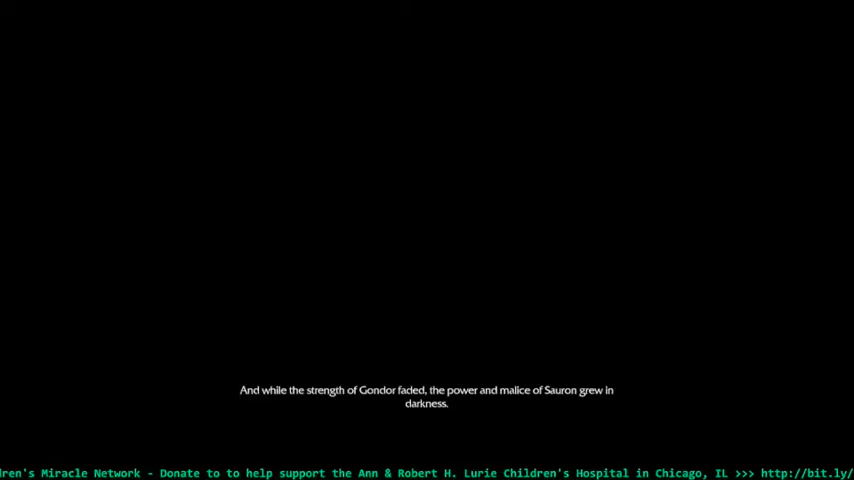 And while the strength of Gondor faded, the power and malice of Sauron grew in
darkness.
dren's Miracle Network - Donate to to help support the Ann & Robert H. Lurie Children's Hospital in Chicago, IL >>> http://bit.ly/